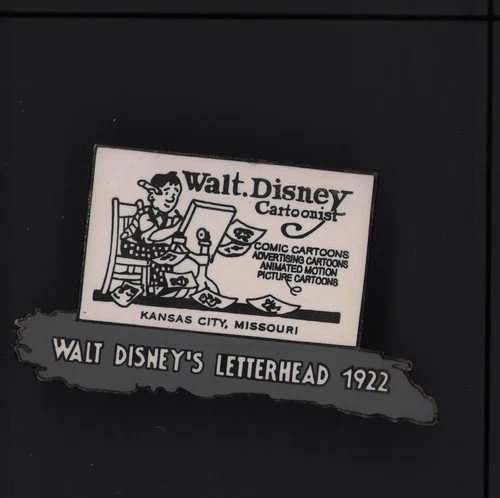 Walt. Disney
Cartoonist
COMIC CARTOONS
ADVERTISING CARTOONS
ANIMATED MOTION
PICTURE CARTOONS
KANSAS CITY, MISSOURI
WALT DISNEY'S LETTERHEAD 1922